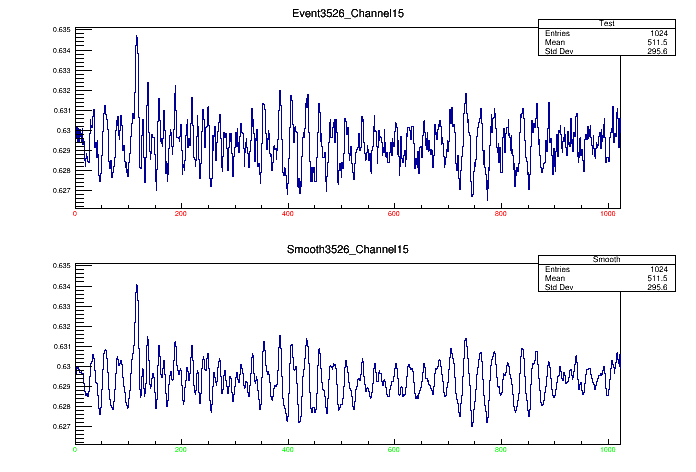 Event3526_Channel15
Test
Entries 1024
Mean 511.5
Std Dev 295.6
0.635
0.634
0.633
0.632
0.631
0.63
0.629
0.628
0.627
0 200 400 600 800 1000
Smooth3526_Channel15
Smooth
Entries 1024
Mean 511.5
Std Dev 295.6
0.635
0.634
0.633
0.632
0.631
0.63
0.629
0.628
0.627
0 200 400 600 800 1000